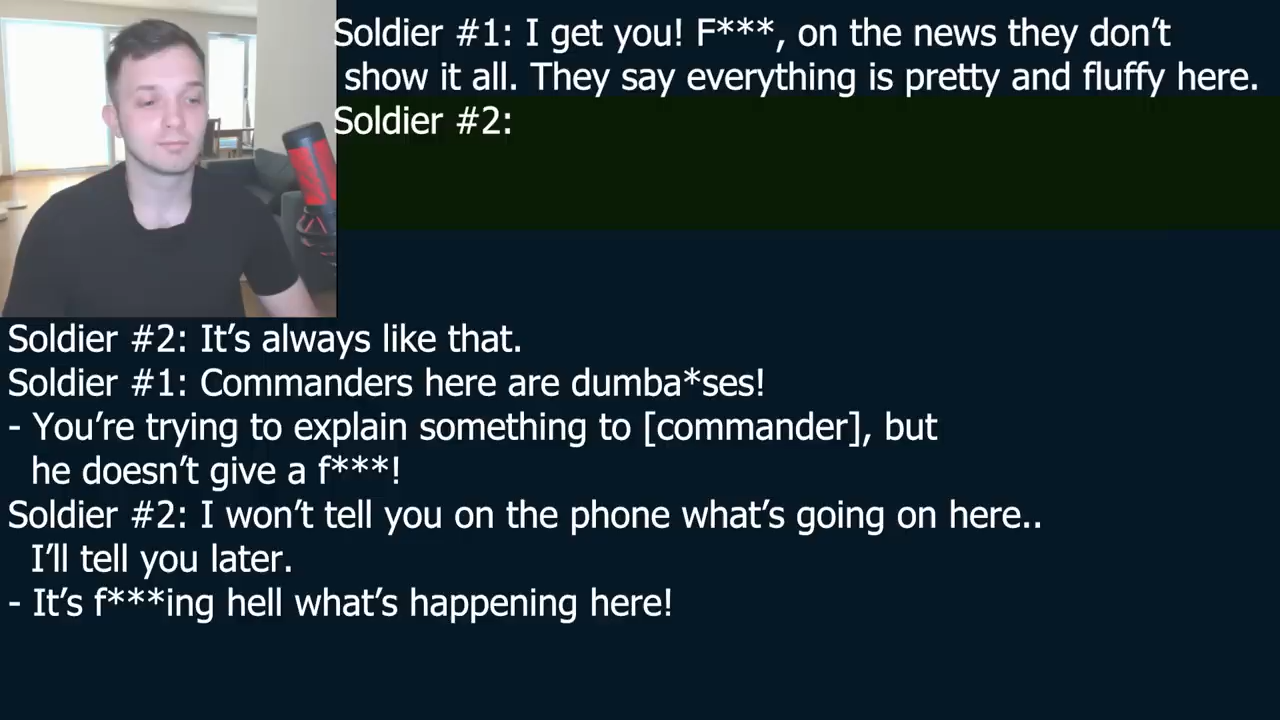 Soldier #1: I get you! F***, on the news they don't
show it all. They say everything is pretty and fluffy here.
Soldier #2:
Soldier #2: It's always like that.
Soldier #1: Commanders here are dumba*ses!
- You're trying to explain something to [commander], but
he doesn't give a f***!
Soldier #2: I won't tell you on the phone what's going on here..
I'll tell you later.
- It's f***ing hell what's happening here!